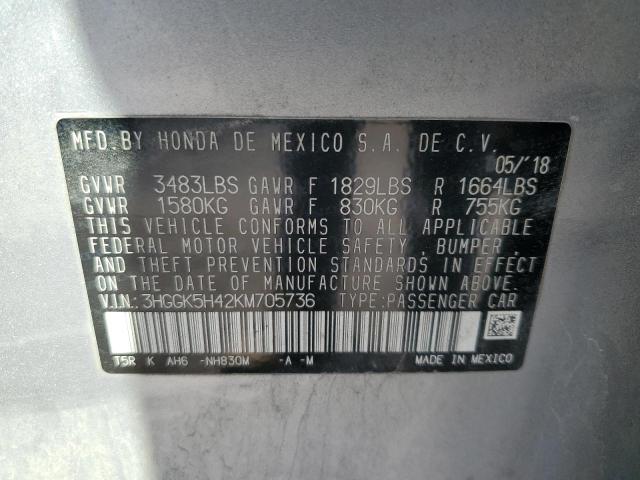 MFD. BY HONDA DE MEXICO S.A. DE C.V.
05/'18
GVWR 3483LBS GAWR F 1829LBS R 1664LBS
GVWR 1580KG GAWR F 830KG R 755KG
THIS VEHICLE CONFORMS TO ALL APPLICABLE
FEDERAL MOTOR VEHICLE SAFETY, BUMPER,
AND THEFT PREVENTION STANDARDS IN EFFECT
ON THE DATE OF MANUFACTURE SHOWN ABOVE.
V.I.N.: 3HGGK5H42KM705736 TYPE:PASSENGER CAR
T5R K AH6 -NH830M -A -M MADE IN MEXICO